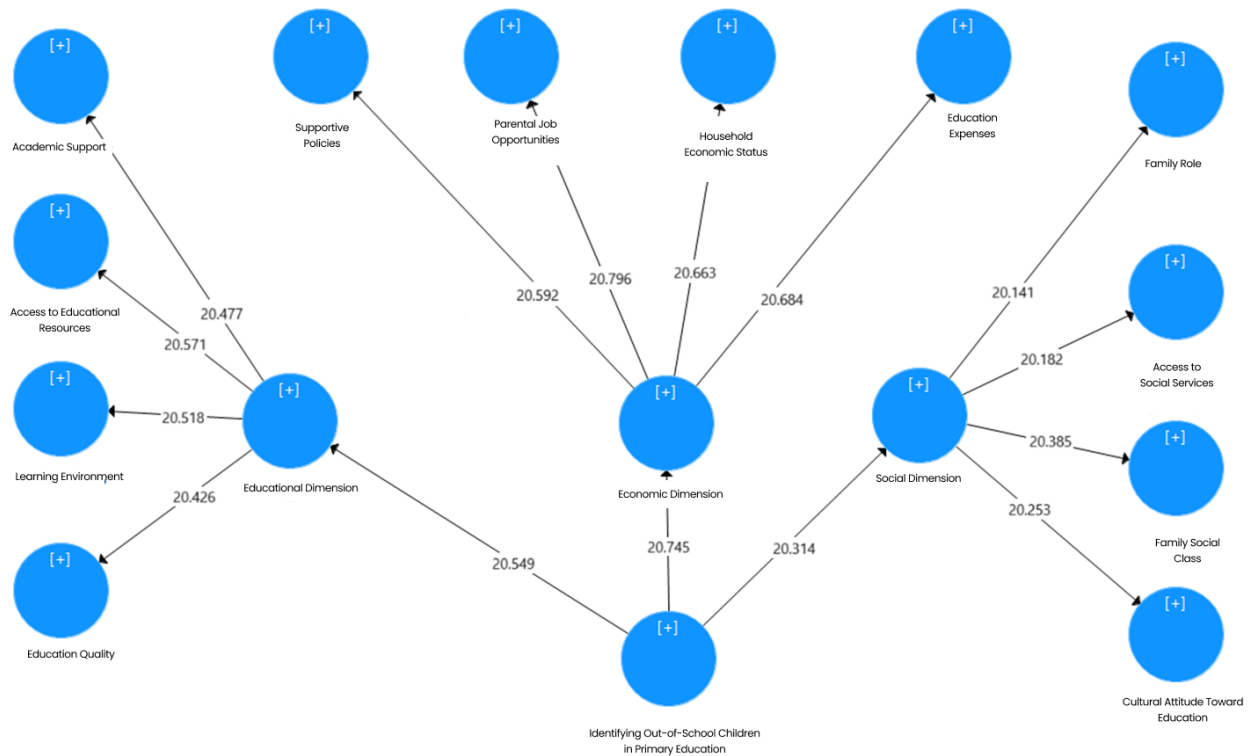 [+]
Academic Support
[+]
Supportive
Policies
[+]
Parental Job
Opportunities
[+]
Household
Economic Status
[+]
Education
Expenses
[+]
Family Role
[+]
Access to Educational
Resources
[+]
Access to
Social Services
[+]
Learning Environment
[+]
Family Social
Class
[+]
Education Quality
[+]
Cultural Attitude Toward
Education
20.477
20.571
20.518
20.426
[+]
Educational Dimension
20.592
20.796
20.663
20.684
[+]
Economic Dimension
20.141
20.182
20.385
20.253
[+]
Social Dimension
20.549
20.745
20.314
[+]
Identifying Out-of-School Children
in Primary Education